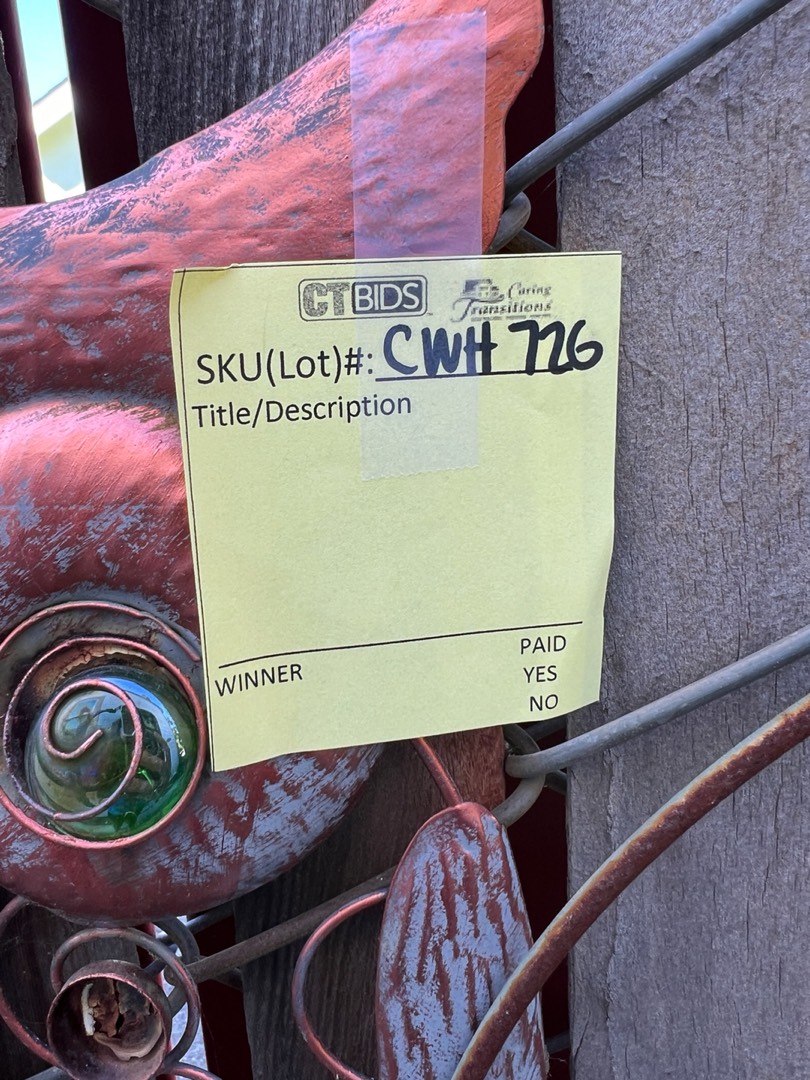 CTBIDS Caring Transitions
SKU(Lot)#: CWH 726
Title/Description
PAID
WINNER YES
NO